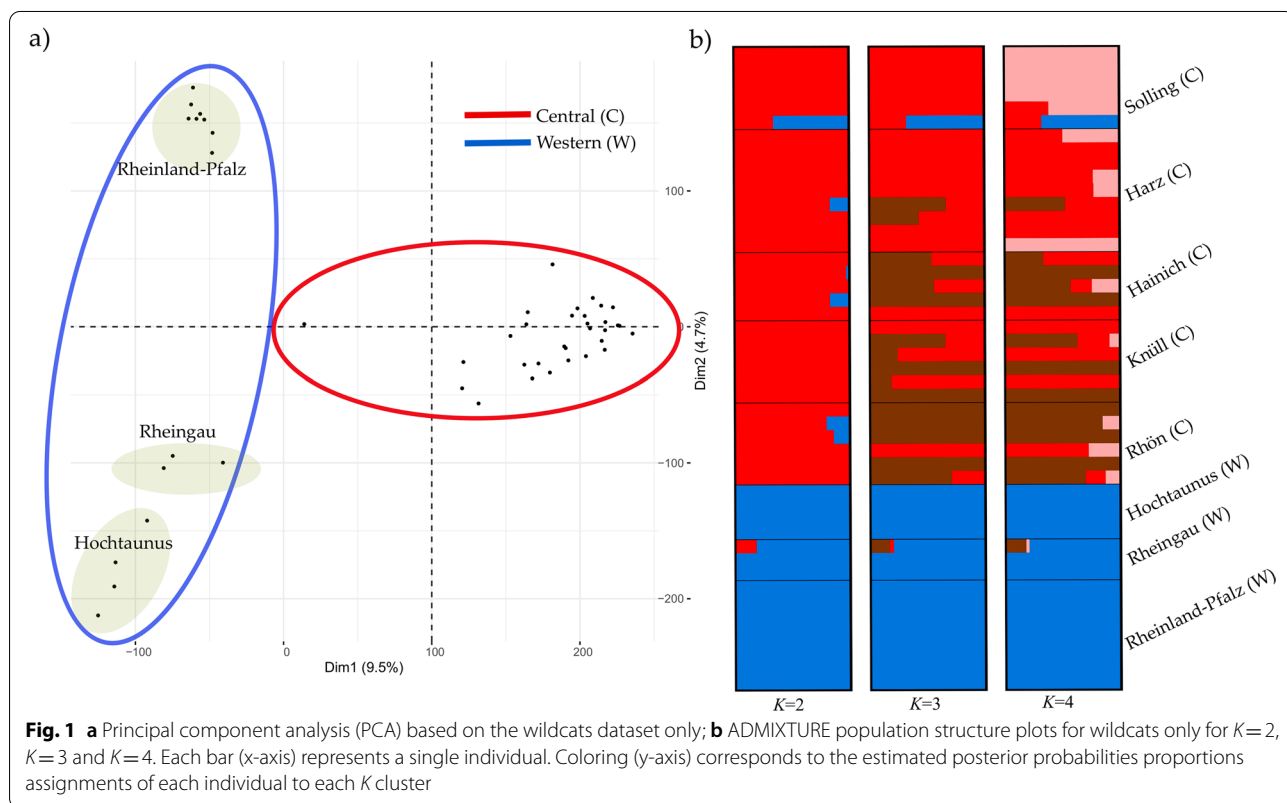 a)
Rheinland-Pfalz
Rheingau
Hochtaunus
Central (C)
Western (W)
100
0
−100
−200
Dim2 (4.7%)
−100
0
100
200
Dim1 (9.5%)
b)
Solling (C)
Harz (C)
Hainich (C)
Knüll (C)
Rhön (C)
Hochtaunus (W)
Rheingau (W)
Rheinland-Pfalz (W)
K=2
K=3
K=4
Fig. 1 a Principal component analysis (PCA) based on the wildcats dataset only; b ADMIXTURE population structure plots for wildcats only for K = 2,
K = 3 and K = 4. Each bar (x-axis) represents a single individual. Coloring (y-axis) corresponds to the estimated posterior probabilities proportions
assignments of each individual to each K cluster